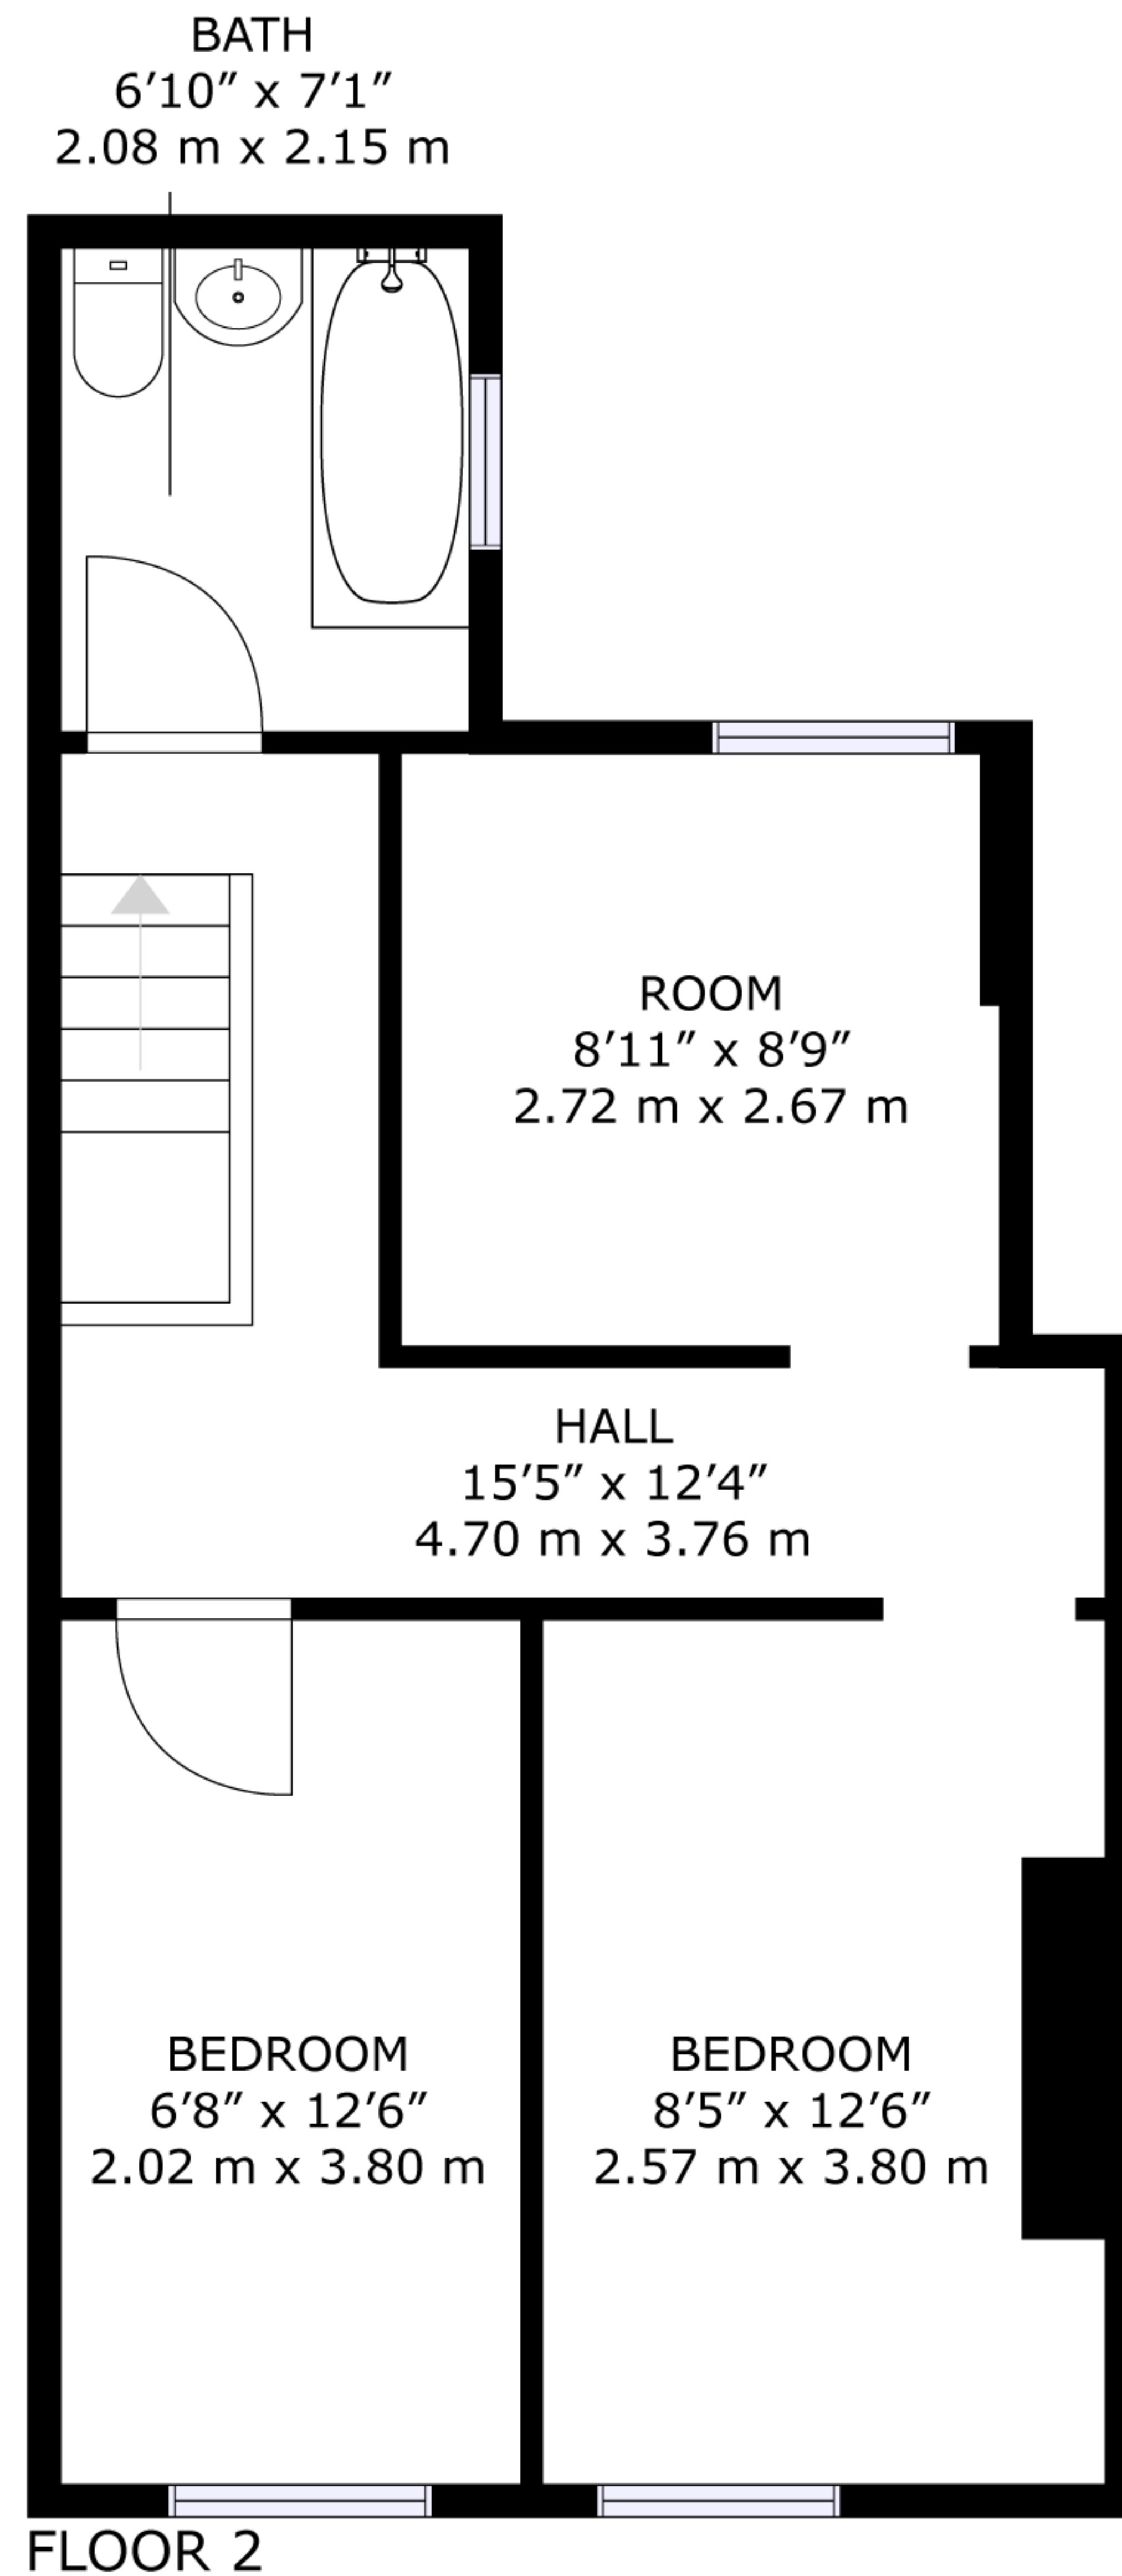 BATH
6′10″ x 7′1″
2.08 m x 2.15 m
ROOM
8′11″ x 8′9″
2.72 m x 2.67 m
HALL
15′5″ x 12′4″
4.70 m x 3.76 m
BEDROOM
6′8″ x 12′6″
2.02 m x 3.80 m
BEDROOM
8′5″ x 12′6″
2.57 m x 3.80 m
FLOOR 2